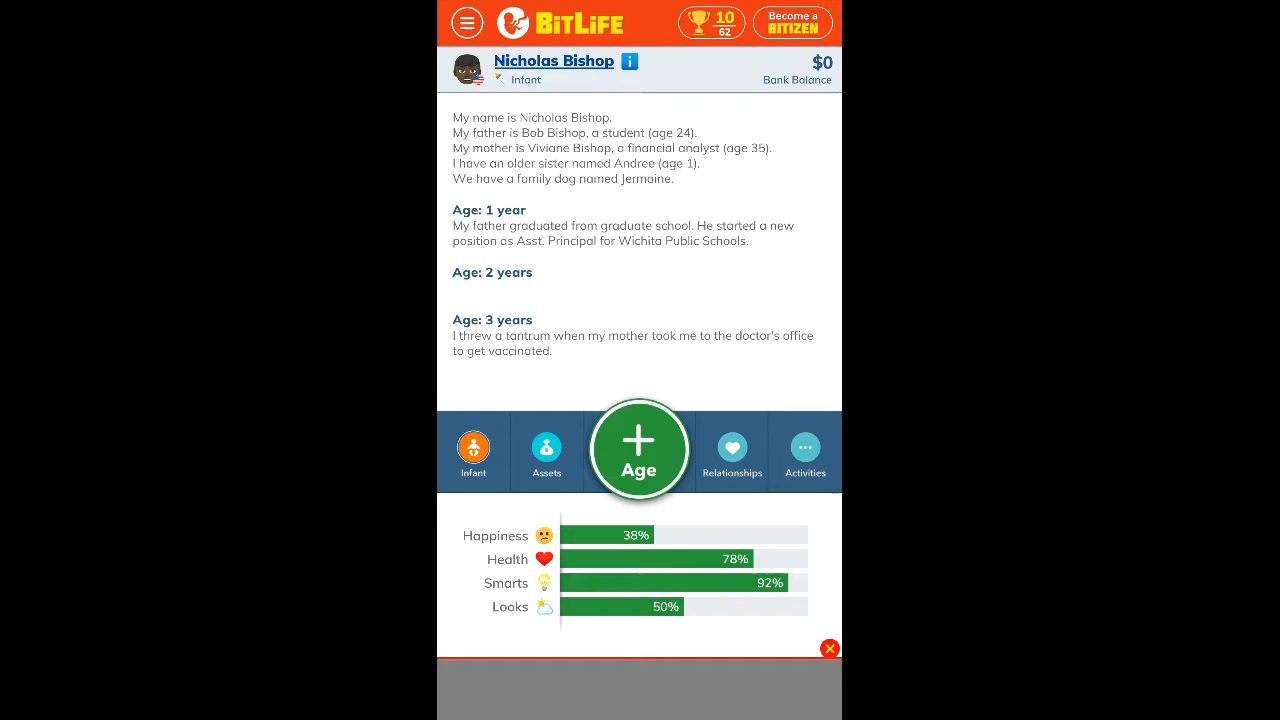 BitLife
10
62
Become a
BITIZEN
Nicholas Bishop
$0
Infant
Bank Balance
My name is Nicholas Bishop.
My father is Bob Bishop, a student (age 24).
My mother is Viviane Bishop, a financial analyst (age 35).
I have an older sister named Andree (age 1).
We have a family dog named Jermaine.
Age: 1 year
My father graduated from graduate school. He started a new
position as Asst. Principal for Wichita Public Schools.
Age: 2 years
Age: 3 years
I threw a tantrum when my mother took me to the doctor's office
to get vaccinated.
Infant
Assets
Age
Relationships
Activities
Happiness 38%
Health 78%
Smarts 92%
Looks 50%